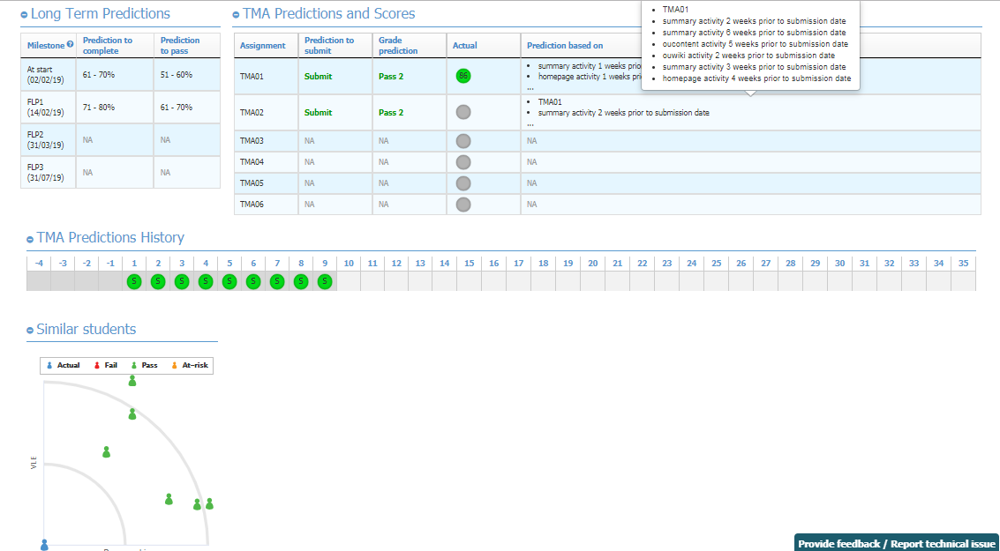 Long Term Predictions
Milestone ?
Prediction to complete
Prediction to pass
At start (02/02/19)
61 - 70%
51 - 60%
FLP1 (14/02/19)
71 - 80%
61 - 70%
FLP2 (31/03/19)
NA
NA
FLP3 (31/07/19)
NA
NA
TMA Predictions and Scores
Assignment
Prediction to submit
Grade prediction
Actual
Prediction based on
TMA01
Submit
Pass 2
86
• summary activity 1 weeks prio
• homepage activity 1 weeks pri
...
TMA02
Submit
Pass 2
• TMA01
• summary activity 2 weeks prior to submission date
...
TMA03 NA NA NA
TMA04 NA NA NA
TMA05 NA NA NA
TMA06 NA NA NA
• TMA01
• summary activity 2 weeks prior to submission date
• summary activity 6 weeks prior to submission date
• oucontent activity 5 weeks prior to submission date
• ouwiki activity 2 weeks prior to submission date
• summary activity 3 weeks prior to submission date
• homepage activity 4 weeks prior to submission date
TMA Predictions History
-4 -3 -2 -1 1 2 3 4 5 6 7 8 9 10 11 12 13 14 15 16 17 18 19 20 21 22 23 24 25 26 27 28 29 30 31 32 33 34 35
S S S S S S S S S
Similar students
Actual Fail Pass At-risk
VLE
Provide feedback / Report technical issue